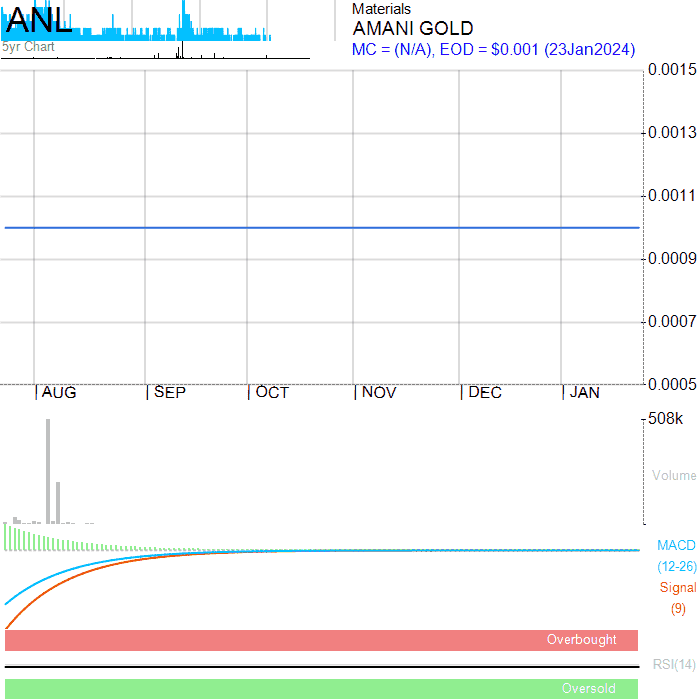 ANL
5yr Chart
Materials
AMANI GOLD
MC = (N/A), EOD = $0.001 (23Jan2024)
0.0015
0.0013
0.0011
0.0009
0.0007
0.0005
AUG SEP OCT NOV DEC JAN
508k
Volume
MACD
(12-26)
Signal
(9)
Overbought
RSI(14)
Oversold